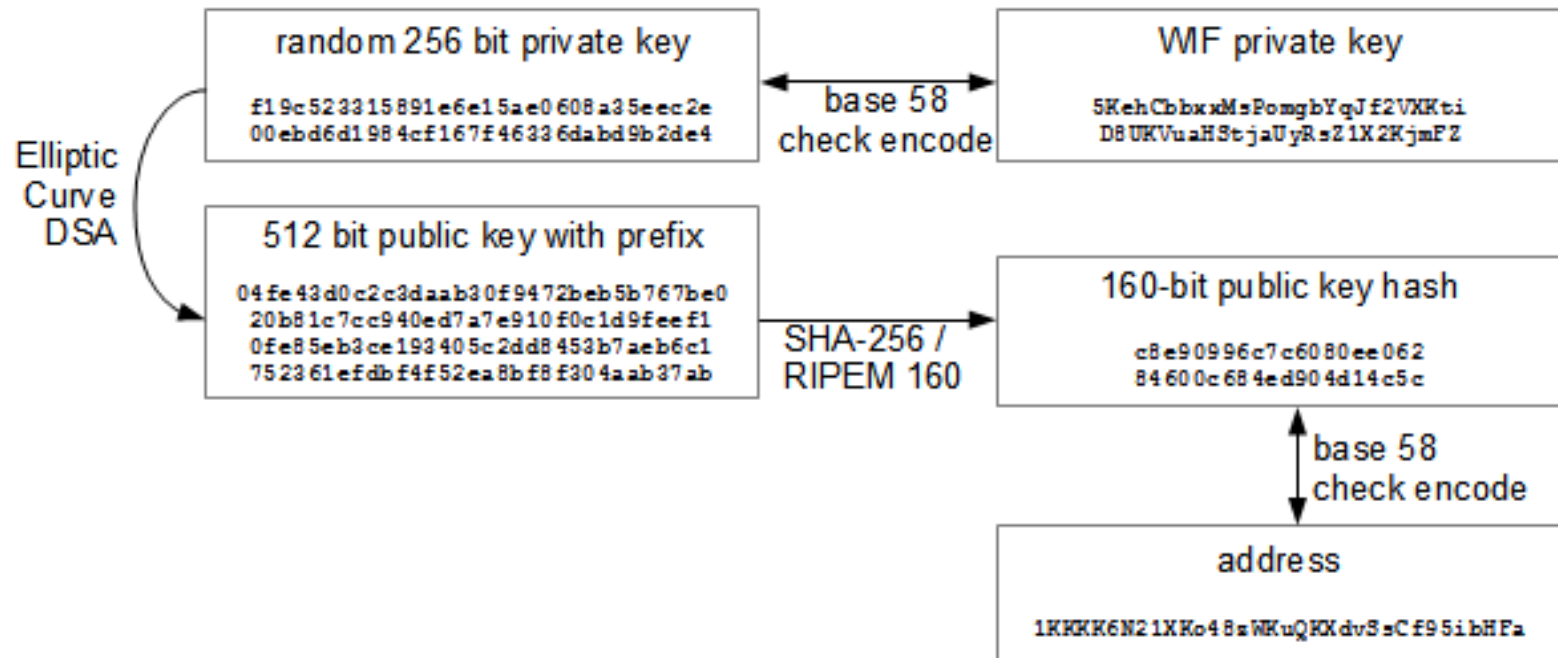 random 256 bit private key
f19c523315891e6e15ae0608a35eec2e
00ebd6d1984cf167f46336dabd9b2de4
base 58
check encode
WIF private key
5KehCbbxxMsPomgbYqJf2VXKti
D8UKVuaHStjaUyRsZ1X2KjmFZ
Elliptic
Curve
DSA
512 bit public key with prefix
04fe43d0c2c3daab30f9472beb5b767be0
20b81c7cc940ed7a7e910f0c1d9feef1
0fe85eb3ce193405c2dd8453b7aeb6c1
752361efdbf4f52ea8bf8f304aab37ab
SHA-256 /
RIPEM 160
160-bit public key hash
c8e90996c7c6080ee062
84600c684ed904d14c5c
base 58
check encode
address
1KKKK6N21XKo48zWKuQKXdvSsCf95ibHFa